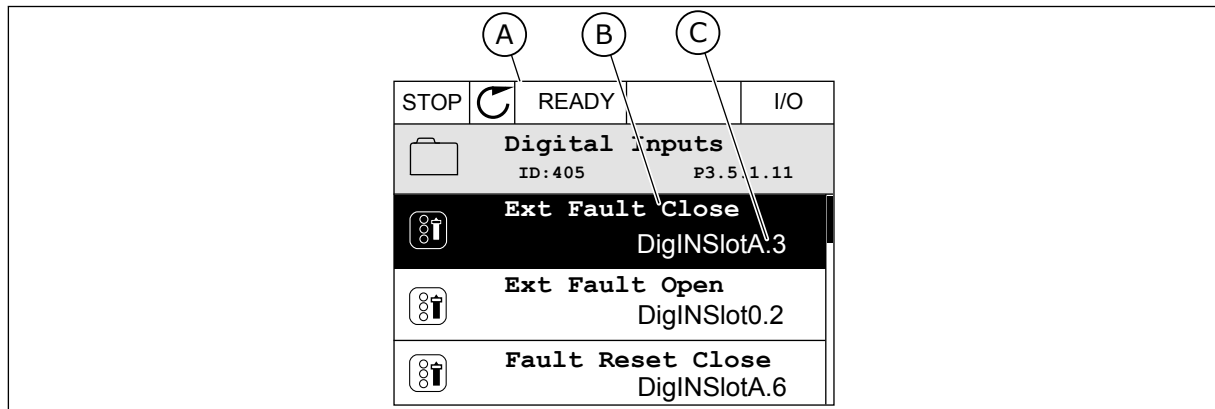 A B C
STOP READY I/O
Digital Inputs
ID:405 P3.5.1.11
Ext Fault Close
DigINSlotA.3
Ext Fault Open
DigINSlot0.2
Fault Reset Close
DigINSlotA.6